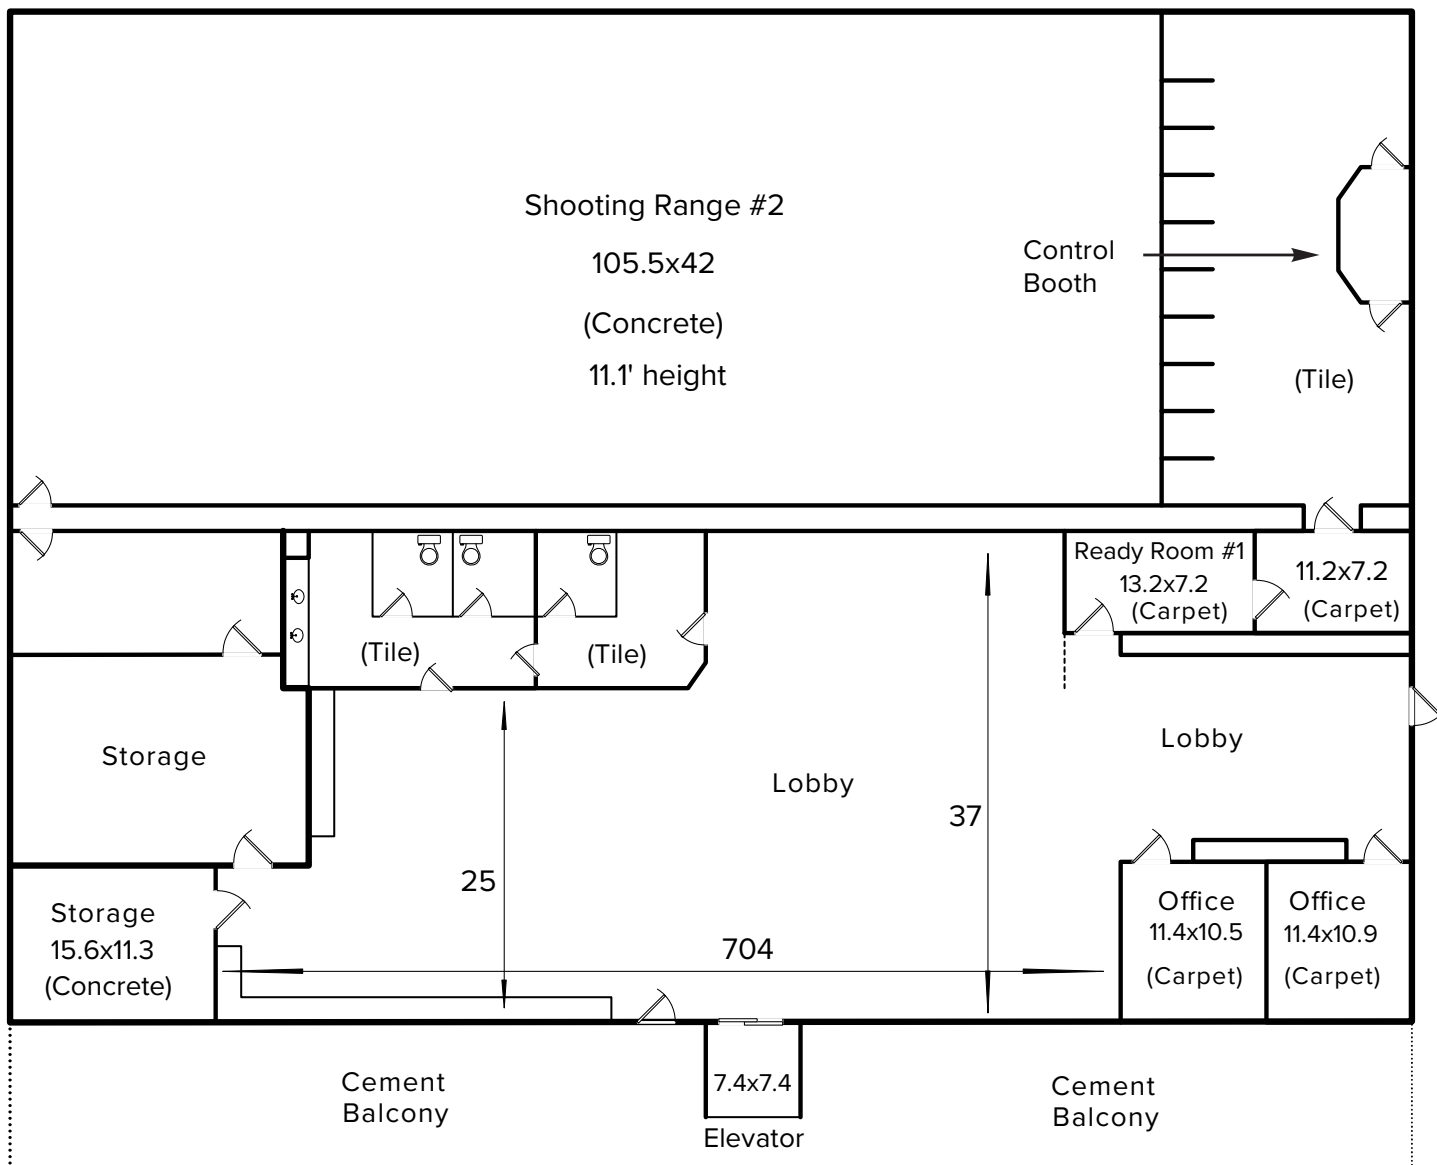 Shooting Range #2
105.5x42
(Concrete)
11.1' height
Control
Booth
(Tile)
Ready Room #1
13.2x7.2
(Carpet)
11.2x7.2
(Carpet)
(Tile)
(Tile)
Storage
Lobby
Lobby
37
25
704
Storage
15.6x11.3
(Concrete)
Office
11.4x10.5
(Carpet)
Office
11.4x10.9
(Carpet)
Cement
Balcony
7.4x7.4
Elevator
Cement
Balcony